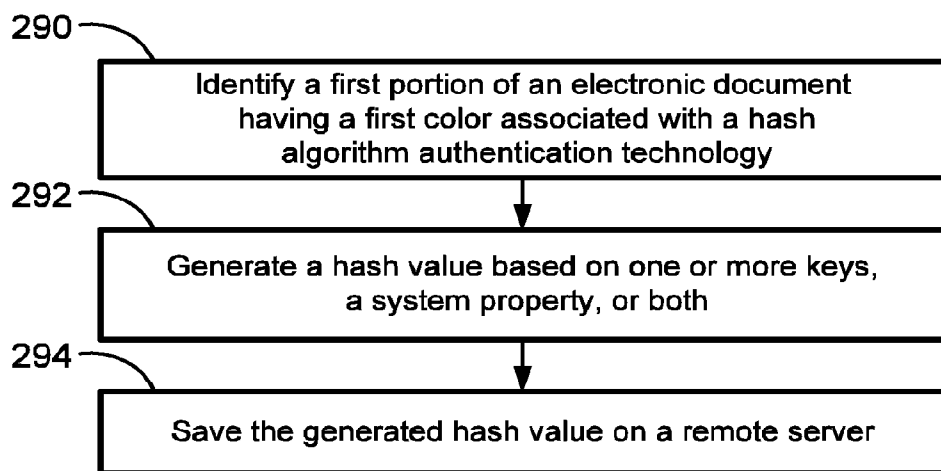 290
Identify a first portion of an electronic document
having a first color associated with a hash
algorithm authentication technology
292
Generate a hash value based on one or more keys,
a system property, or both
294
Save the generated hash value on a remote server